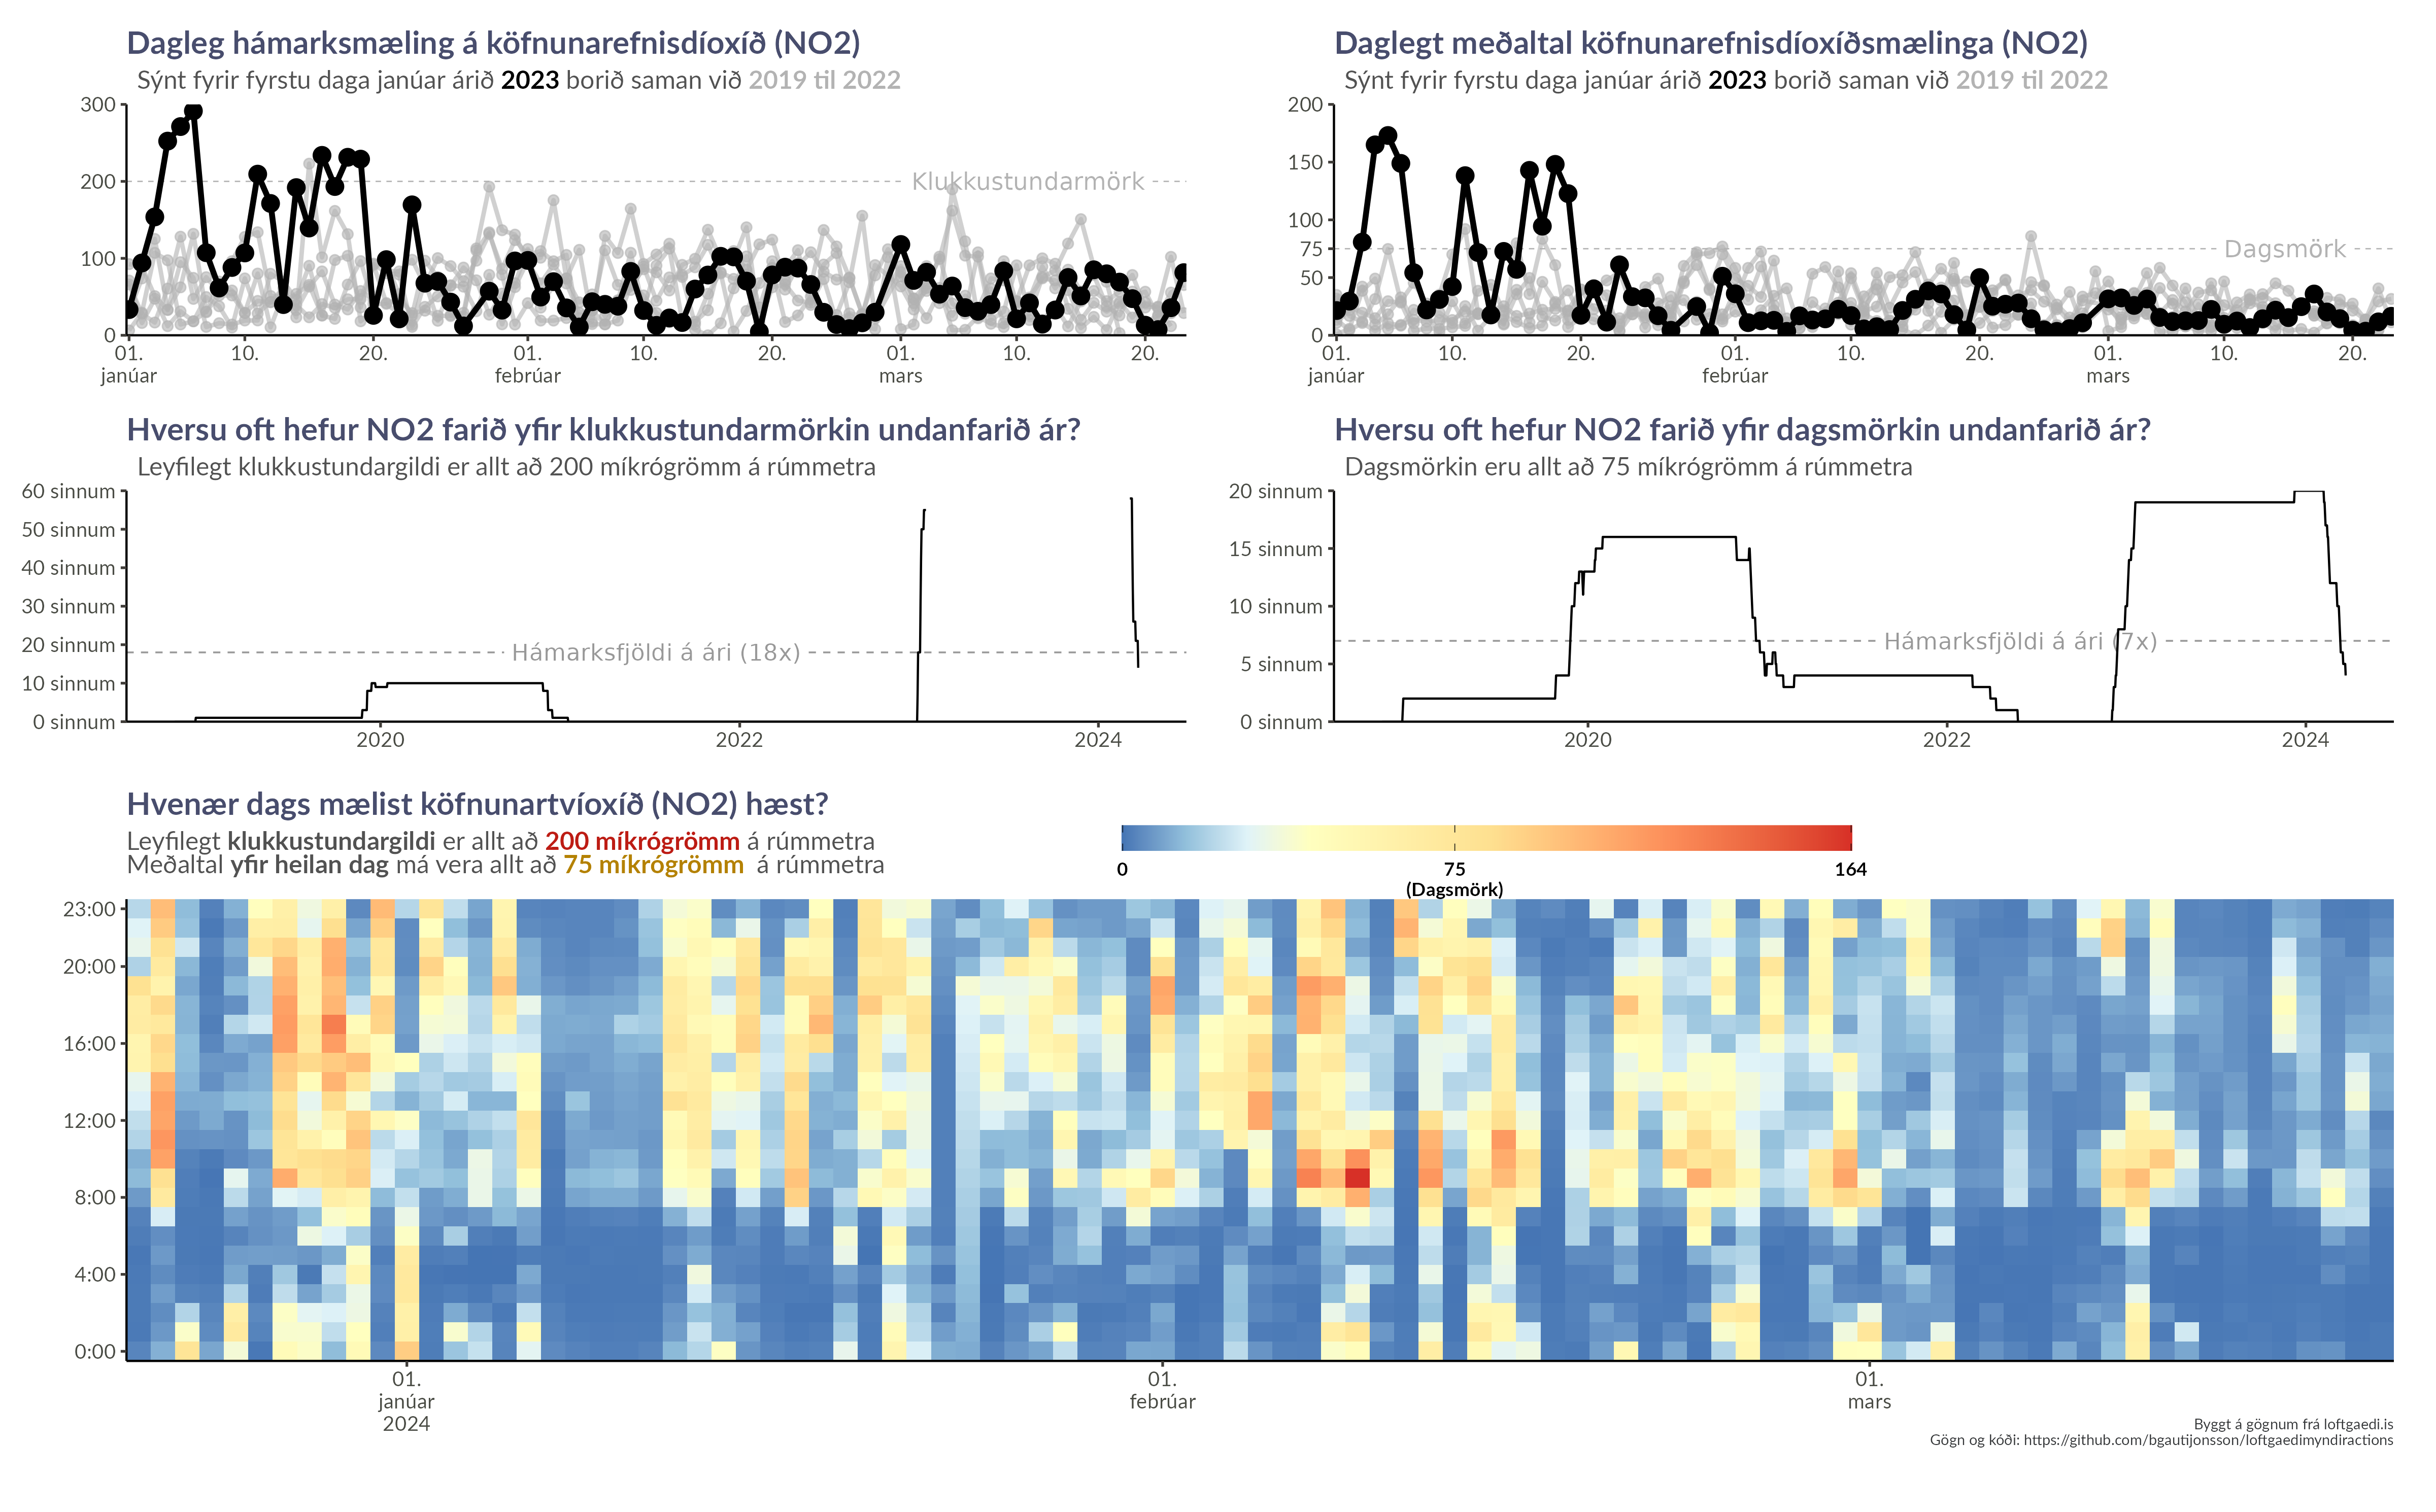 Dagleg hámarksmæling á köfnunarefnisdíoxíð (NO2)
Sýnt fyrir fyrstu daga janúar árið 2023 borið saman við 2019 til 2022
300
200
100
0
Klukkustundarmörk
01. 10. 20. 01. 10. 20. 01. 10. 20.
janúar febrúar mars
Daglegt meðaltal köfnunarefnisdíoxíðsmælinga (NO2)
Sýnt fyrir fyrstu daga janúar árið 2023 borið saman við 2019 til 2022
200
150
100
75
50
0
Dagsmörk
01. 10. 20. 01. 10. 20. 01. 10. 20.
janúar febrúar mars
Hversu oft hefur NO2 farið yfir klukkustundarmörkin undanfarið ár?
Leyfilegt klukkustundargildi er allt að 200 míkrógrömm á rúmmetra
60 sinnum
50 sinnum
40 sinnum
30 sinnum
20 sinnum
10 sinnum
0 sinnum
Hámarksfjöldi á ári (18x)
2020 2022 2024
Hversu oft hefur NO2 farið yfir dagsmörkin undanfarið ár?
Dagsmörkin eru allt að 75 míkrógrömm á rúmmetra
20 sinnum
15 sinnum
10 sinnum
5 sinnum
0 sinnum
Hámarksfjöldi á ári (7x)
2020 2022 2024
Hvenær dags mælist köfnunartvíoxíð (NO2) hæst?
Leyfilegt klukkustundargildi er allt að 200 míkrógrömm á rúmmetra
Meðaltal yfir heilan dag má vera allt að 75 míkrógrömm á rúmmetra
0 75 164
(Dagsmörk)
23:00
20:00
16:00
12:00
8:00
4:00
0:00
01. 01. 01.
janúar febrúar mars
2024
Byggt á gögnum frá loftgaedi.is
Gögn og kóði: https://github.com/bgautijonsson/loftgaedimyndiractions